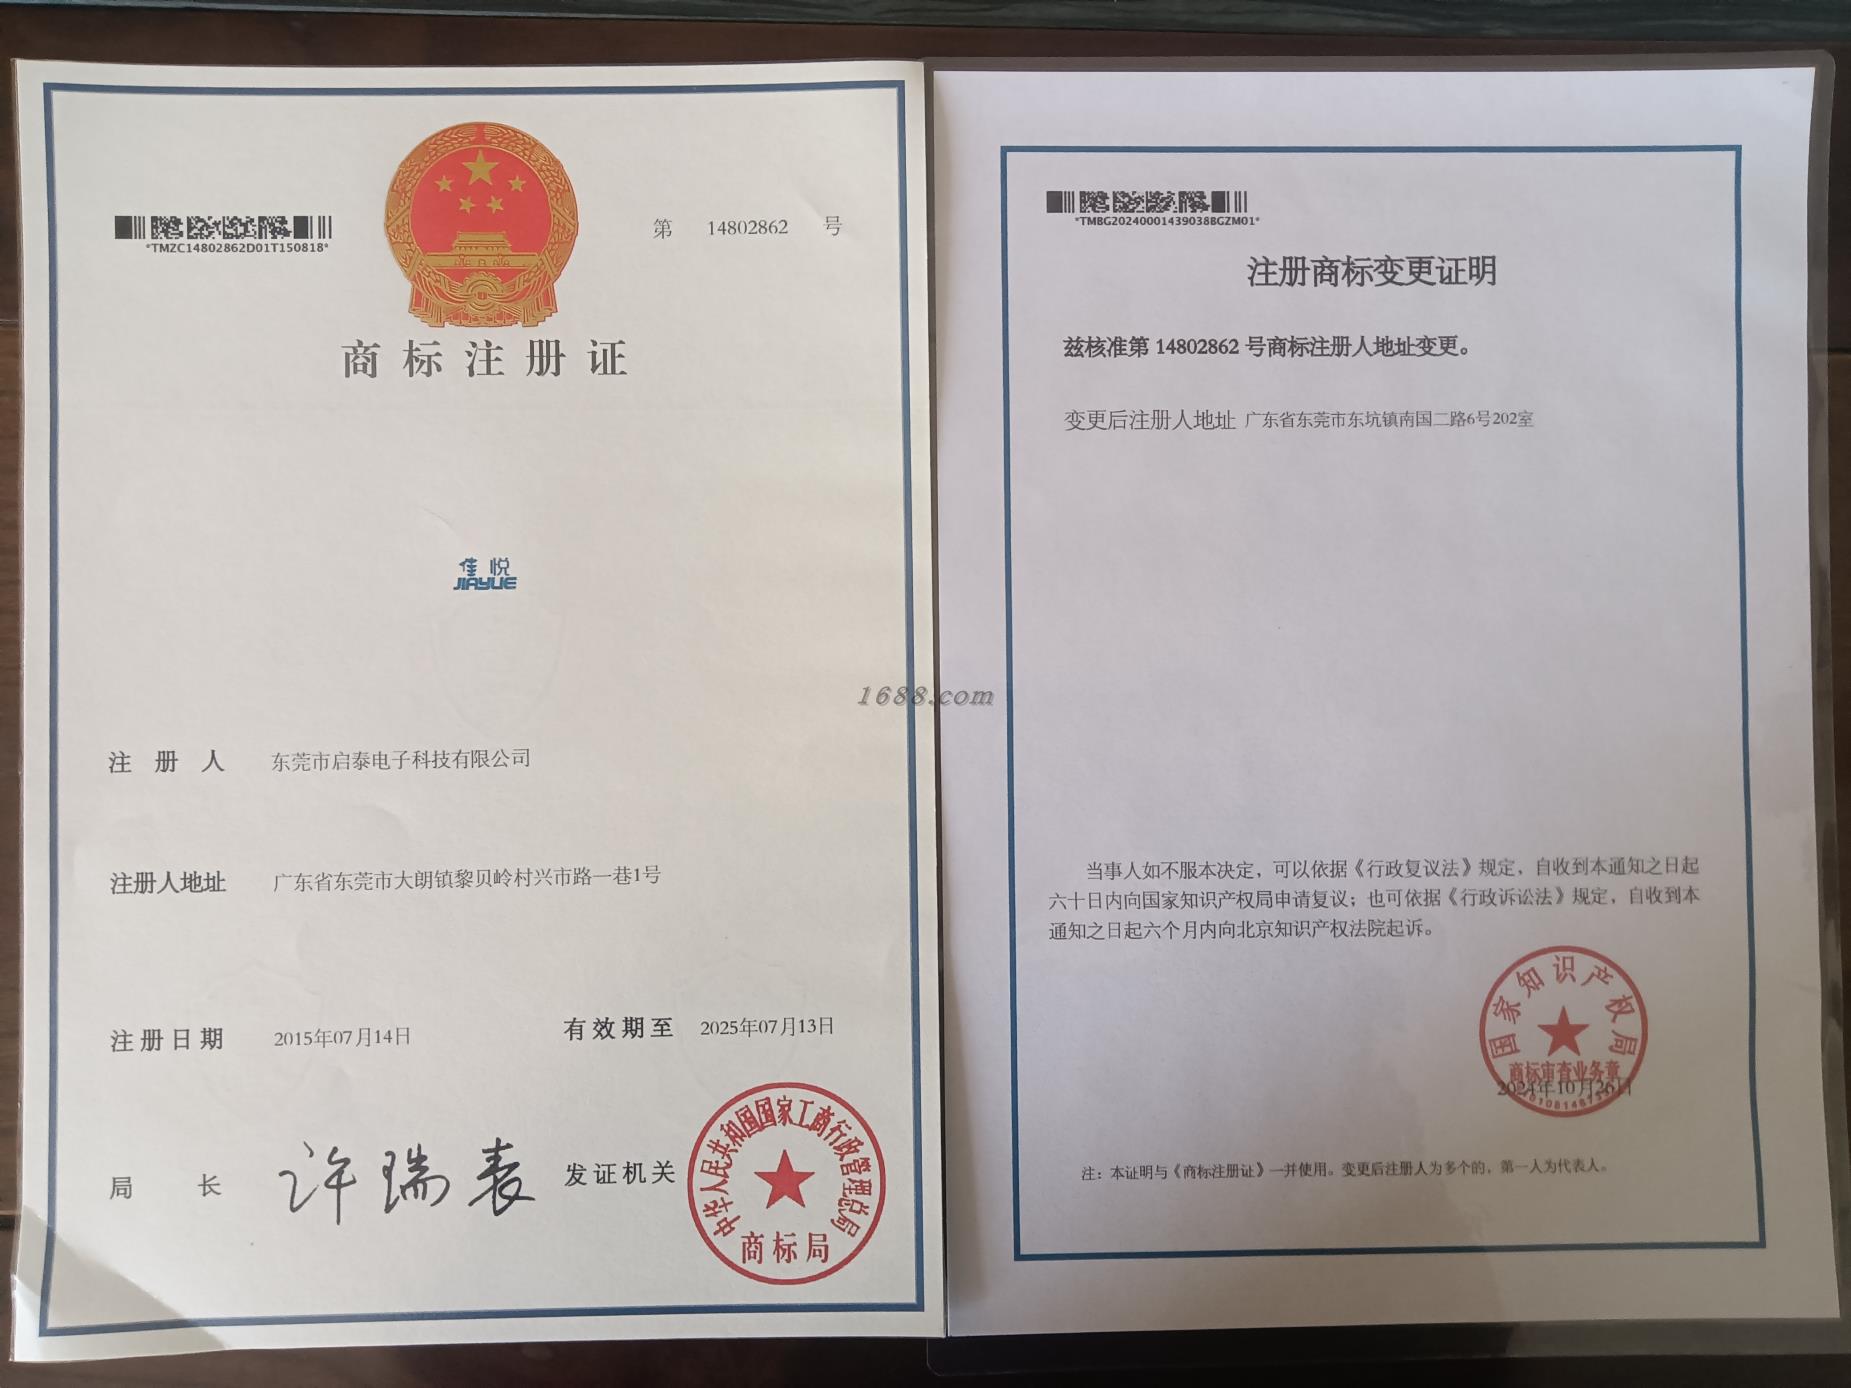 *TMZC14802862D01T150818*
第 14802862 号
商标注册证
佳悦
JIAYUE
注册人 东莞市启泰电子科技有限公司
注册人地址 广东省东莞市大朗镇黎贝岭村兴市路一巷1号
注册日期 2015年07月14日 有效期至 2025年07月13日
局长 许瑞表 发证机关
中华人民共和国国家工商行政管理总局
商标局
1688.com
*TMBG20240001439038BGZM01*
注册商标变更证明
兹核准第 14802862 号商标注册人地址变更。
变更后注册人地址 广东省东莞市东坑镇南国二路6号202室
当事人如不服本决定，可以依据《行政复议法》规定，自收到本通知之日起
六十日内向国家知识产权局申请复议；也可依据《行政诉讼法》规定，自收到本
通知之日起六个月内向北京知识产权法院起诉。
国家知识产权局
商标审查业务章
2024年10月26日
注：本证明与《商标注册证》一并使用。变更后注册人为多个的，第一人为代表人。